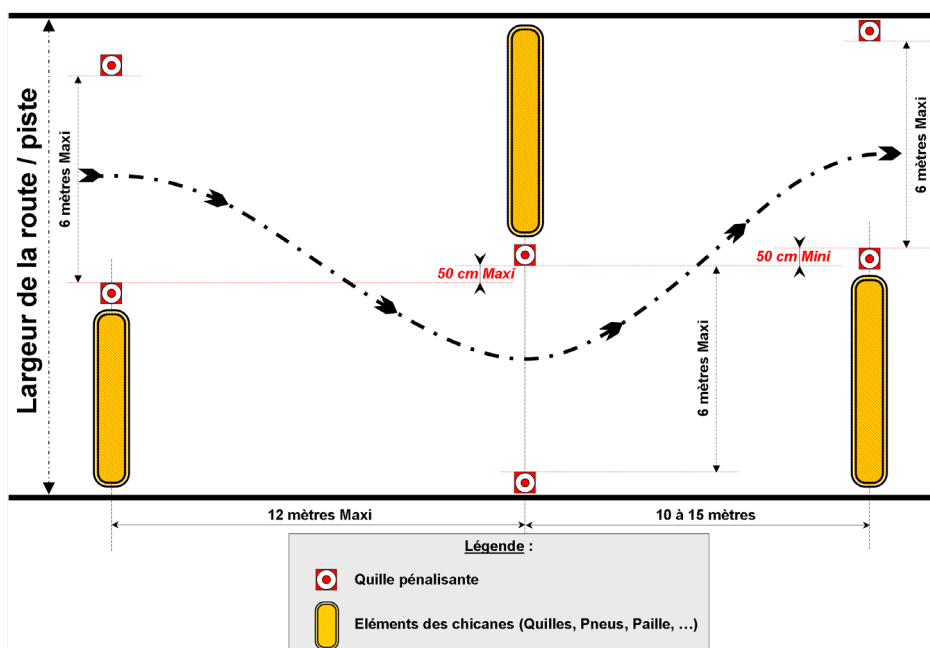 Largeur de la route / piste
6 mètres Maxi
50 cm Maxi
6 mètres Maxi
50 cm Mini
6 mètres Maxi
12 mètres Maxi
10 à 15 mètres
Légende :
Quille pénalisante
Eléments des chicanes (Quilles, Pneus, Paille, …)